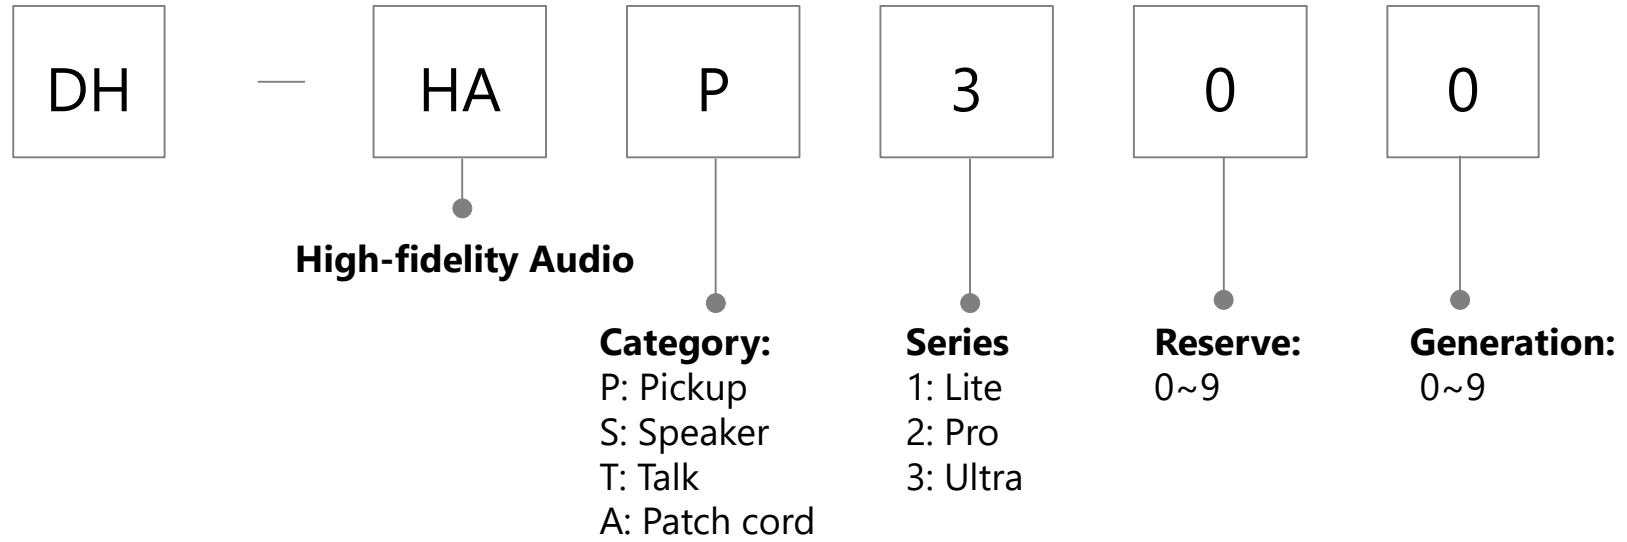 DH — HA P 3 0 0
High-fidelity Audio
Category:
P: Pickup
S: Speaker
T: Talk
A: Patch cord
Series
1: Lite
2: Pro
3: Ultra
Reserve:
0~9
Generation:
0~9